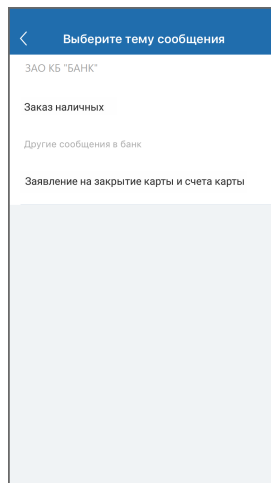 Выберите тему сообщения
ЗАО КБ "БАНК"
Заказ наличных
Другие сообщения в банк
Заявление на закрытие карты и счета карты